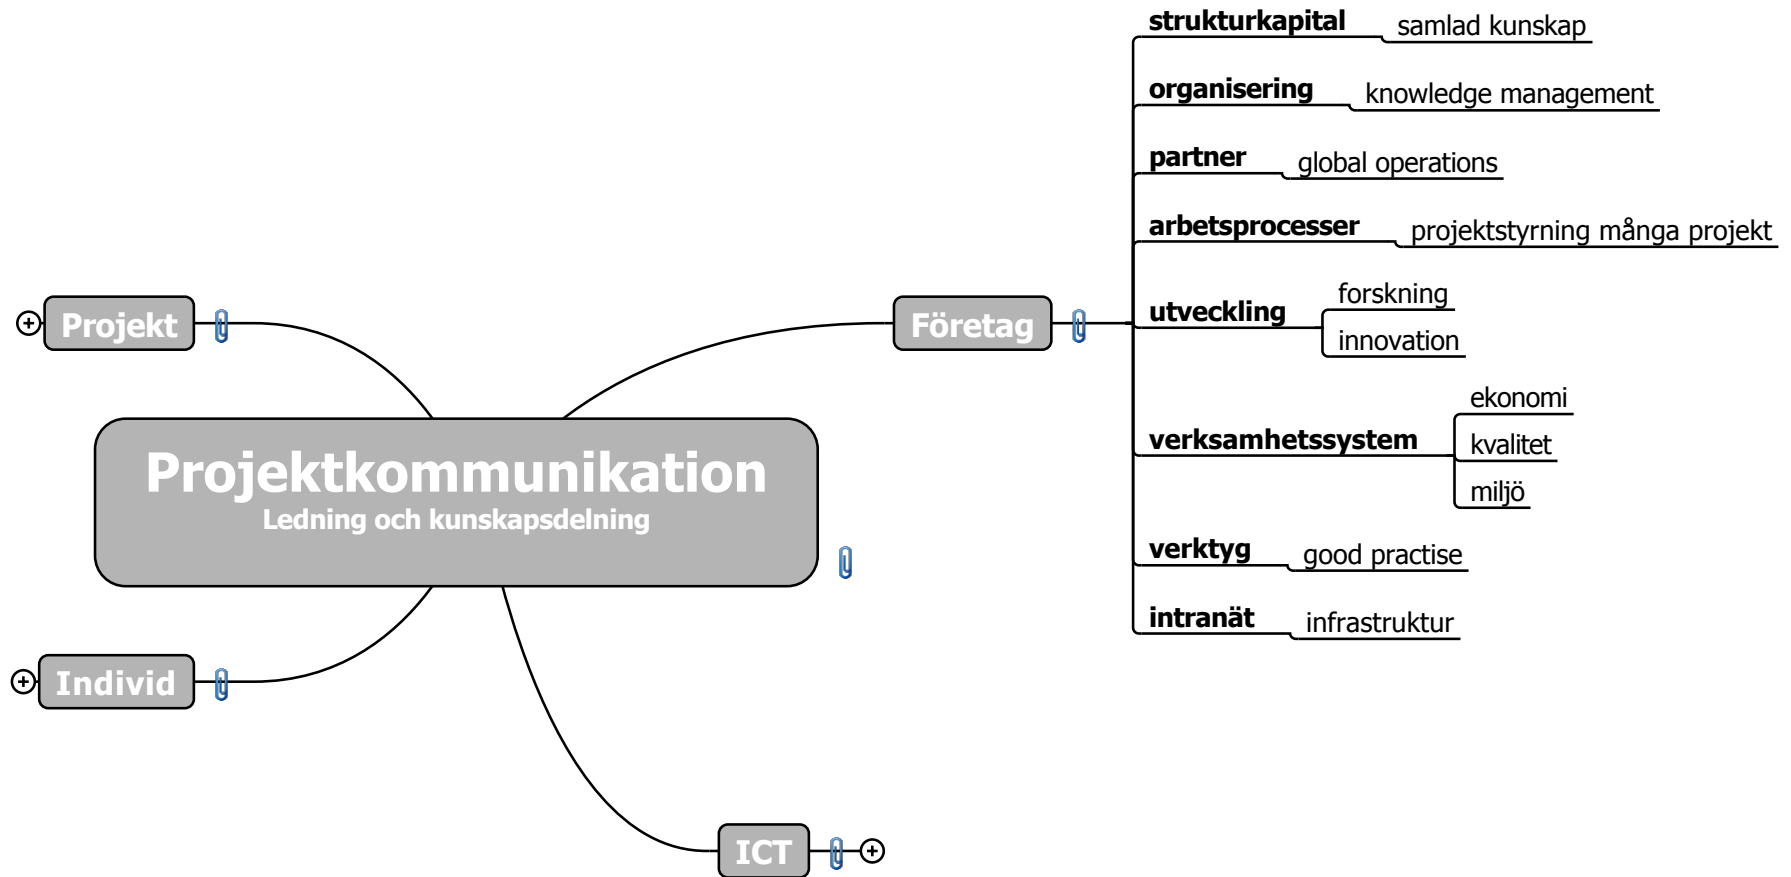 Projektkommunikation
Ledning och kunskapsdelning
Projekt
Individ
ICT
Företag
strukturkapital
samlad kunskap
organisering
knowledge management
partner
global operations
arbetsprocesser
projektstyrning många projekt
utveckling
forskning
innovation
verksamhetssystem
ekonomi
kvalitet
miljö
verktyg
good practise
intranät
infrastruktur